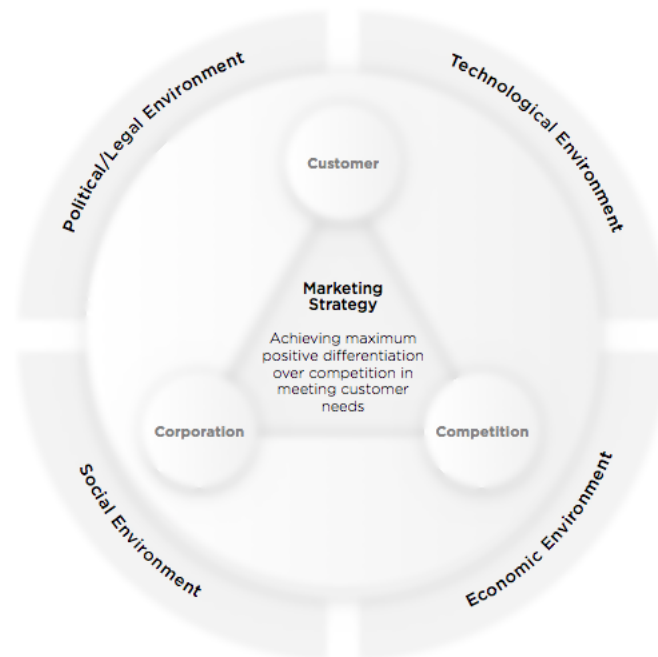 Political/Legal Environment
Technological Environment
Customer
Marketing
Strategy
Achieving maximum
positive differentiation
over competition in
meeting customer
needs
Corporation
Competition
Social Environment
Economic Environment